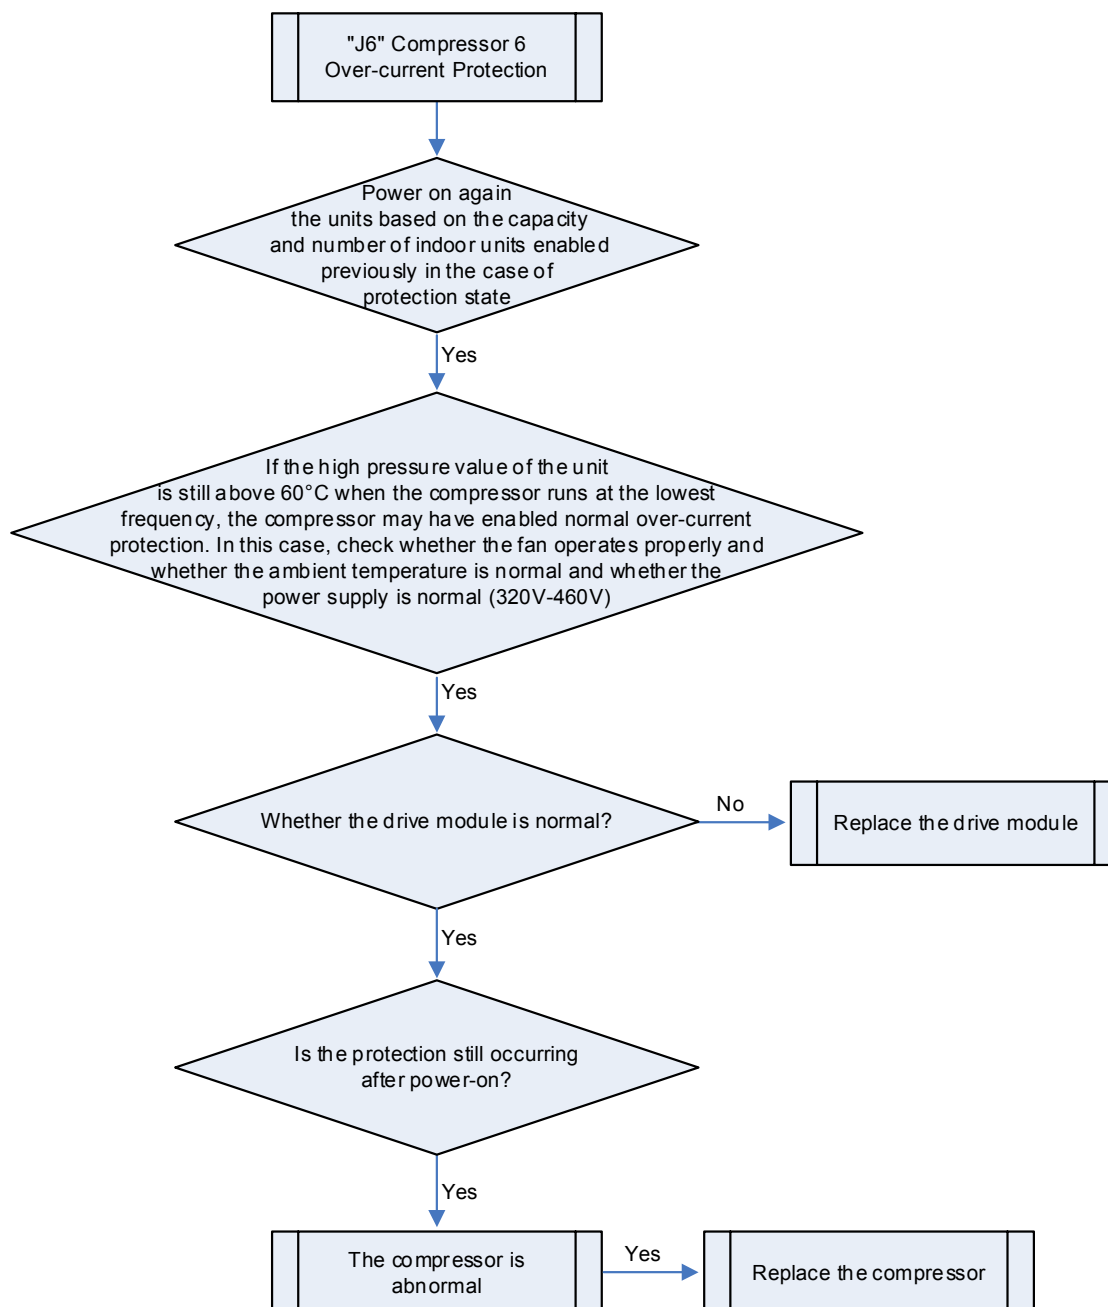 "J6" Compressor 6
Over-current Protection
Power on again
the units based on the capacity
and number of indoor units enabled
previously in the case of
protection state
Yes
If the high pressure value of the unit
is still above 60°C when the compressor runs at the lowest
frequency, the compressor may have enabled normal over-current
protection. In this case, check whether the fan operates properly and
whether the ambient temperature is normal and whether the
power supply is normal (320V-460V)
Yes
Whether the drive module is normal?
No
Replace the drive module
Yes
Is the protection still occurring
after power-on?
Yes
The compressor is
abnormal
Yes
Replace the compressor